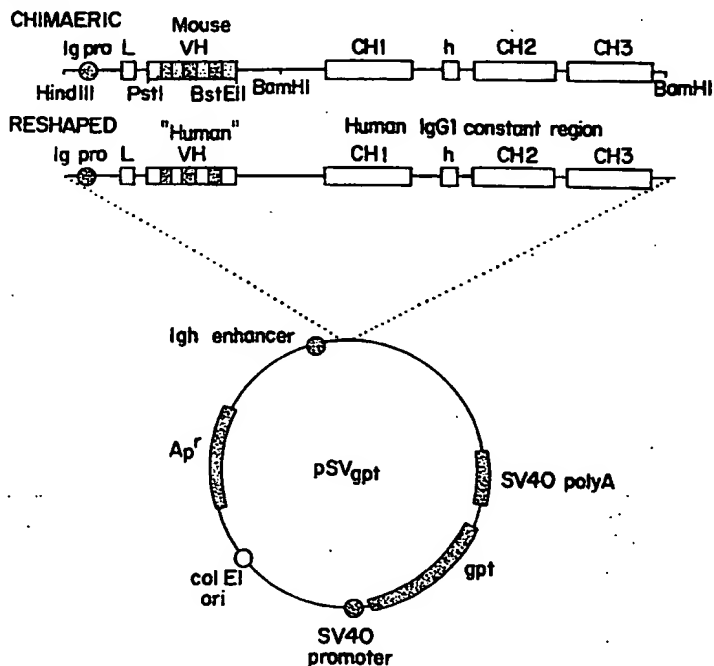 CHIMAERIC
Mouse
Ig pro L VH CH1 h CH2 CH3
HindIII PstI BstEII BamHI BamHI
RESHAPED "Human" Human IgG1 constant region
Ig pro L VH CH1 h CH2 CH3
Igh enhancer
Apr
pSVgpt
SV40 polyA
gpt
col EI
ori
SV40
promoter